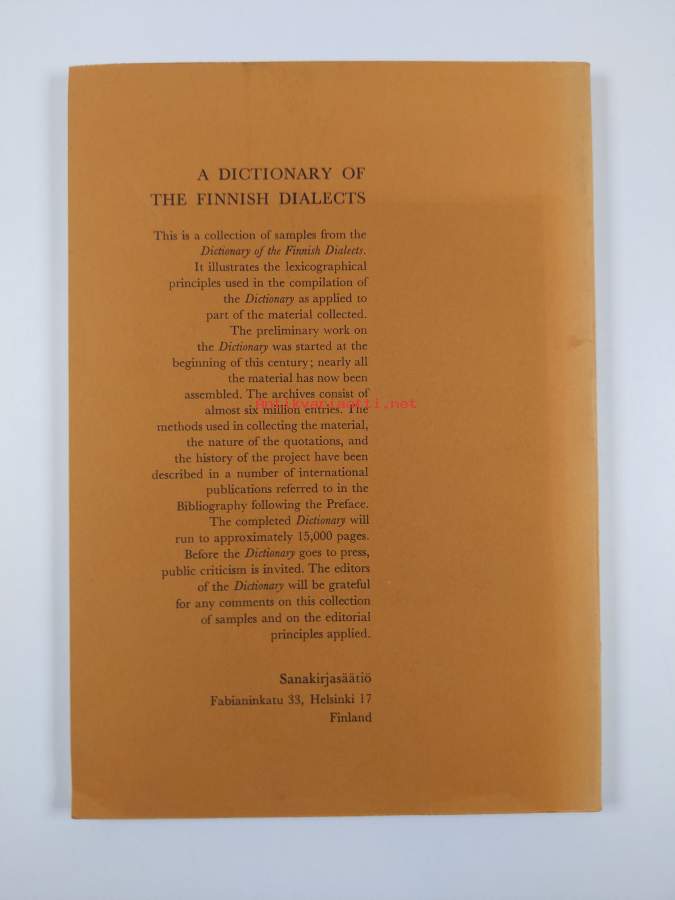 A DICTIONARY OF
THE FINNISH DIALECTS
This is a collection of samples from the
Dictionary of the Finnish Dialects.
It illustrates the lexicographical
principles used in the compilation of
the Dictionary as applied to
part of the material collected.
The preliminary work on
the Dictionary was started at the
beginning of this century; nearly all
the material has now been
assembled. The archives consist of
almost six million entries. The
Antikvariaatti.net
methods used in collecting the material,
the nature of the quotations, and
the history of the project have been
described in a number of international
publications referred to in the
Bibliography following the Preface.
The completed Dictionary will
run to approximately 15,000 pages.
Before the Dictionary goes to press,
public criticism is invited. The editors
of the Dictionary will be grateful
for any comments on this collection
of samples and on the editorial
principles applied.
Sanakirjasäätiö
Fabianinkatu 33, Helsinki 17
Finland